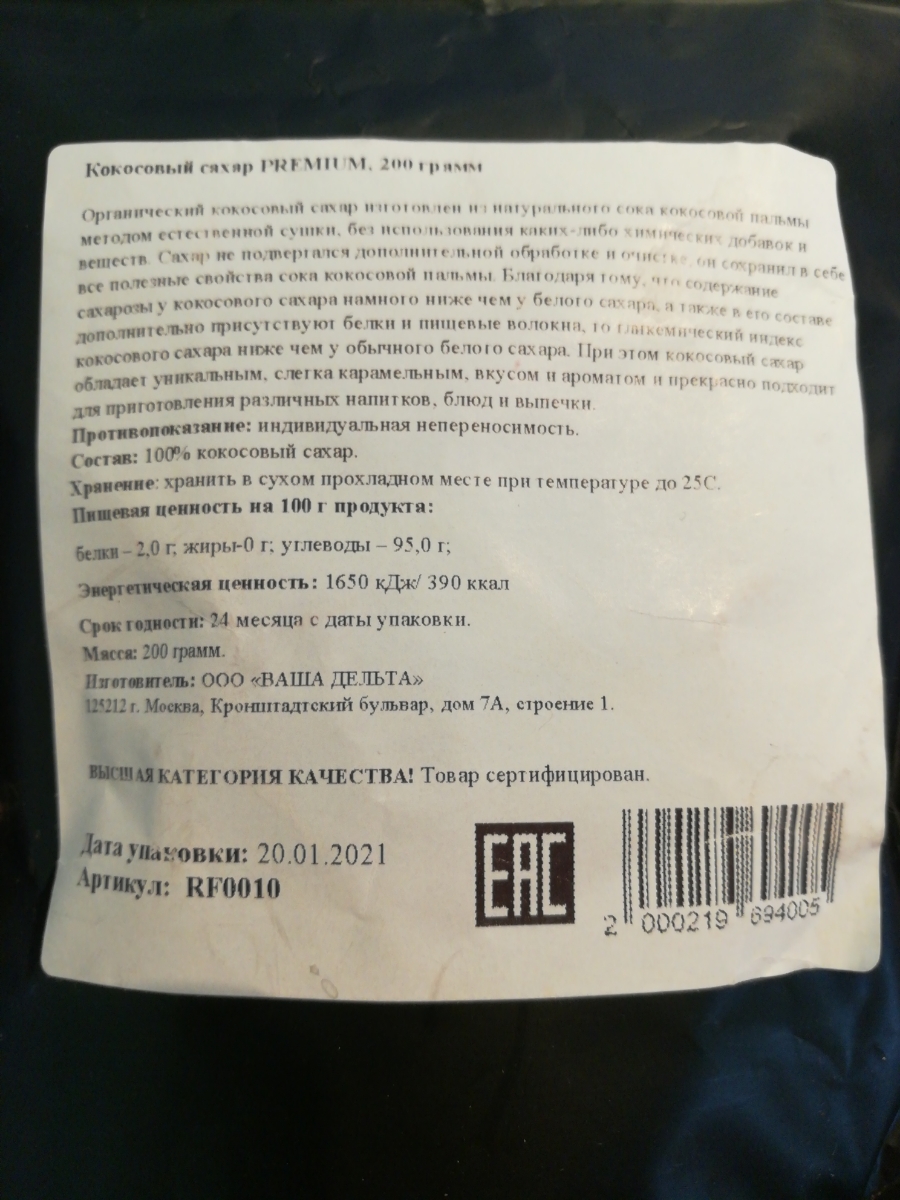 Кокосовый сахар PREMIUM, 200 грамм
Органический кокосовый сахар изготовлен из натурального сока кокосовой пальмы
методом естественной сушки, без использования каких-либо химических добавок и
веществ. Сахар не подвергался дополнительной обработке и очистке, он сохранил в себе
все полезные свойства сока кокосовой пальмы. Благодаря тому, что содержание
сахарозы у кокосового сахара намного ниже чем у белого сахара, а также в его составе
дополнительно присутствуют белки и пищевые волокна, то гликемический индекс
кокосового сахара ниже чем у обычного белого сахара. При этом кокосовый сахар
обладает уникальным, слегка карамельным, вкусом и ароматом и прекрасно подходит
для приготовления различных напитков, блюд и выпечки.
Противопоказание: индивидуальная непереносимость.
Состав: 100% кокосовый сахар.
Хранение: хранить в сухом прохладном месте при температуре до 25С.
Пищевая ценность на 100 г продукта:
белки – 2,0 г; жиры-0 г; углеводы – 95,0 г;
Энергетическая ценность: 1650 кДж/ 390 ккал
Срок годности: 24 месяца с даты упаковки.
Масса: 200 грамм.
Изготовитель: ООО «ВАША ДЕЛЬТА»
125212 г. Москва, Кронштадтский бульвар, дом 7А, строение 1.
ВЫСШАЯ КАТЕГОРИЯ КАЧЕСТВА! Товар сертифицирован.
Дата упаковки: 20.01.2021
Артикул: RF0010
EAC
2 000219 694005